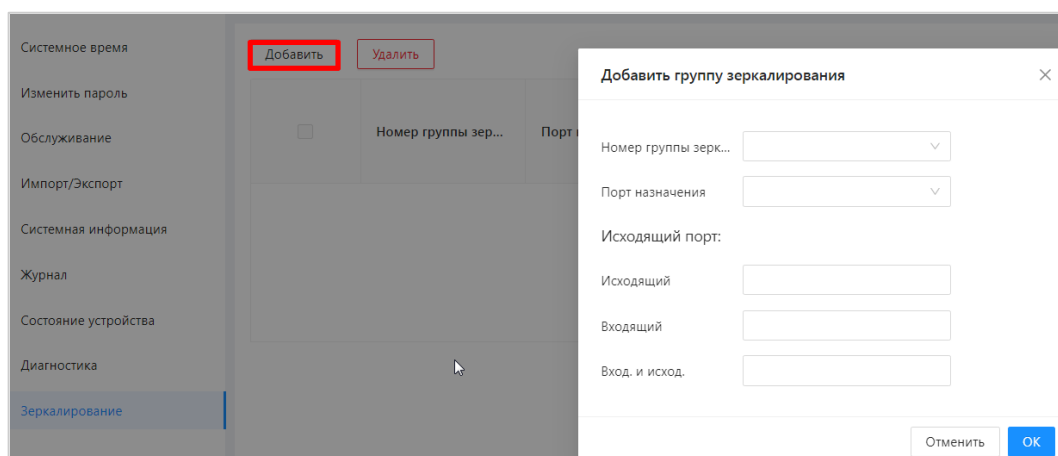 Системное время
Изменить пароль
Обслуживание
Импорт/Экспорт
Системная информация
Журнал
Состояние устройства
Диагностика
Зеркалирование
Добавить
Удалить
Номер группы зер...
Порт
Добавить группу зеркалирования
Номер группы зерк...
Порт назначения
Исходящий порт:
Исходящий
Входящий
Вход. и исход.
Отменить
OK